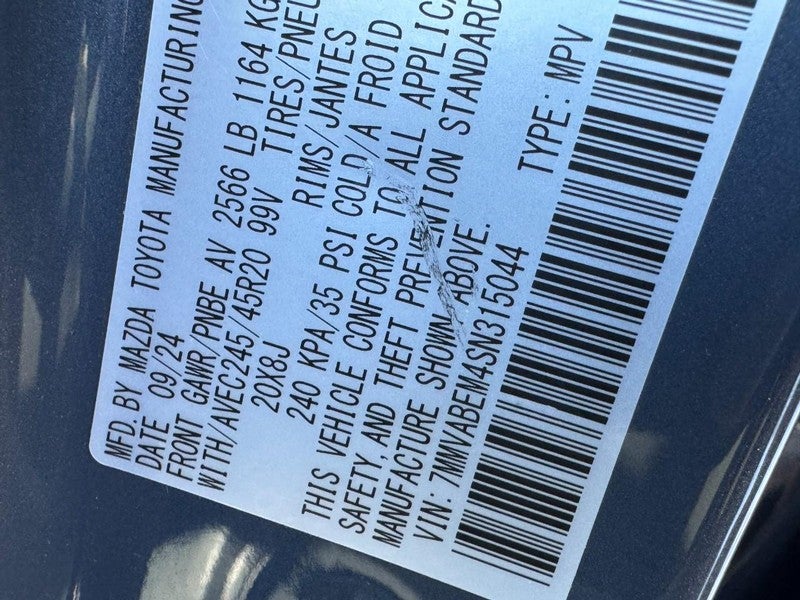 MFD. BY MAZDA TOYOTA MANUFACTURING
DATE 09/24
FRONT GAWR/PNBE AV 2566 LB 1164 KG
WITH/AVEC245/45R20 99V TIRES/PNEU
20X8J RIMS/JANTES
240 KPA/35 PSI COLD/A FROID
THIS VEHICLE CONFORMS TO ALL APPLICA
SAFETY, AND THEFT PREVENTION STANDARD
MANUFACTURE SHOWN ABOVE.
VIN: 7MMVABEM4SN315044 TYPE: MPV